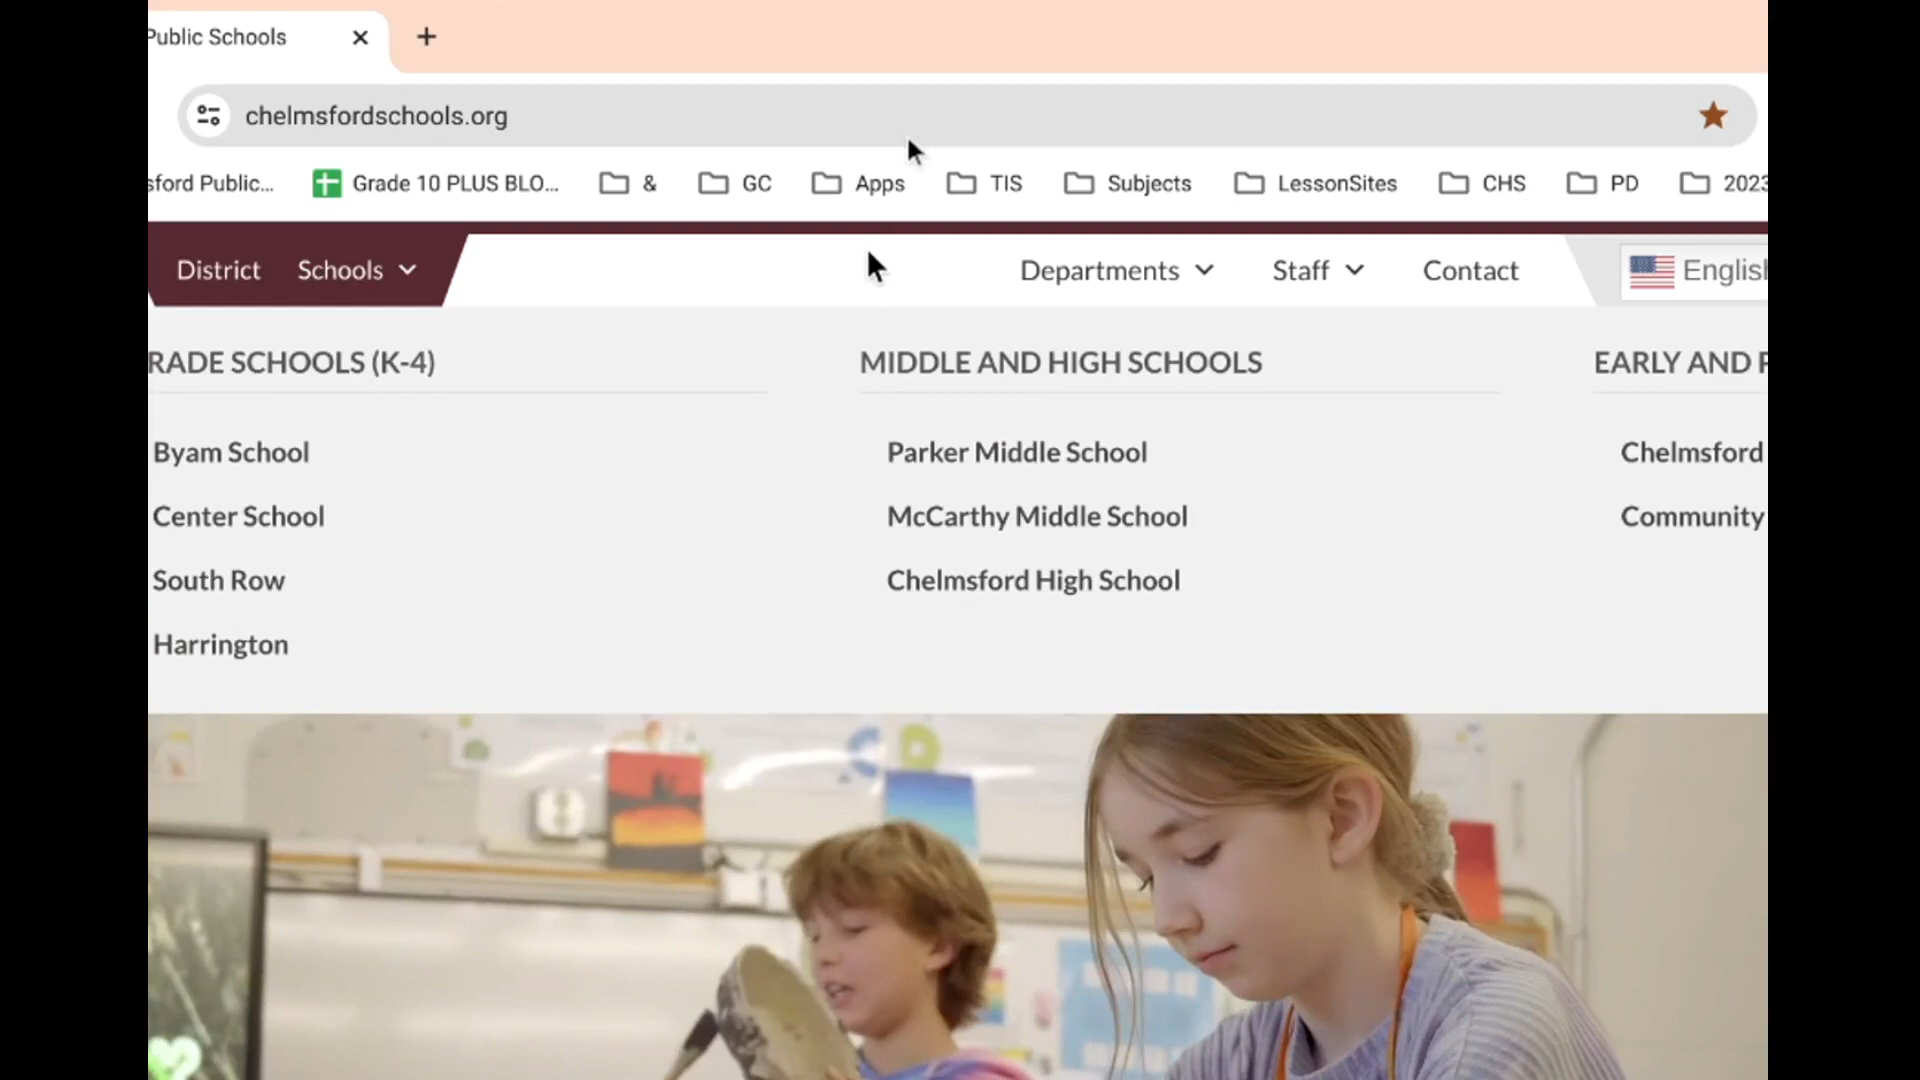 Public Schools
chelmsfordschools.org
sford Public... Grade 10 PLUS BLO... & GC Apps TIS Subjects LessonSites CHS PD 2023
District Schools Departments Staff Contact English
RADE SCHOOLS (K-4) MIDDLE AND HIGH SCHOOLS EARLY AND
Byam School Parker Middle School Chelmsford
Center School McCarthy Middle School Community
South Row Chelmsford High School
Harrington
C D